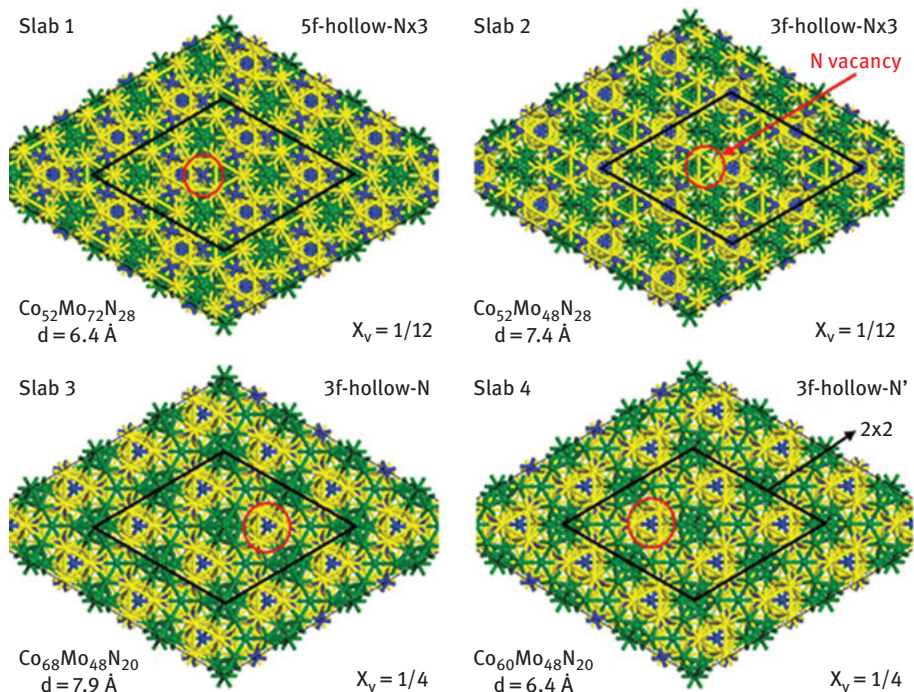 Slab 1
5f-hollow-Nx3
Co52Mo72N28
d = 6.4 Å
Xv = 1/12
Slab 2
3f-hollow-Nx3
N vacancy
Co52Mo48N28
d = 7.4 Å
Xv = 1/12
Slab 3
3f-hollow-N
Co68Mo48N20
d = 7.9 Å
Xv = 1/4
Slab 4
3f-hollow-N’
2x2
Co60Mo48N20
d = 6.4 Å
Xv = 1/4